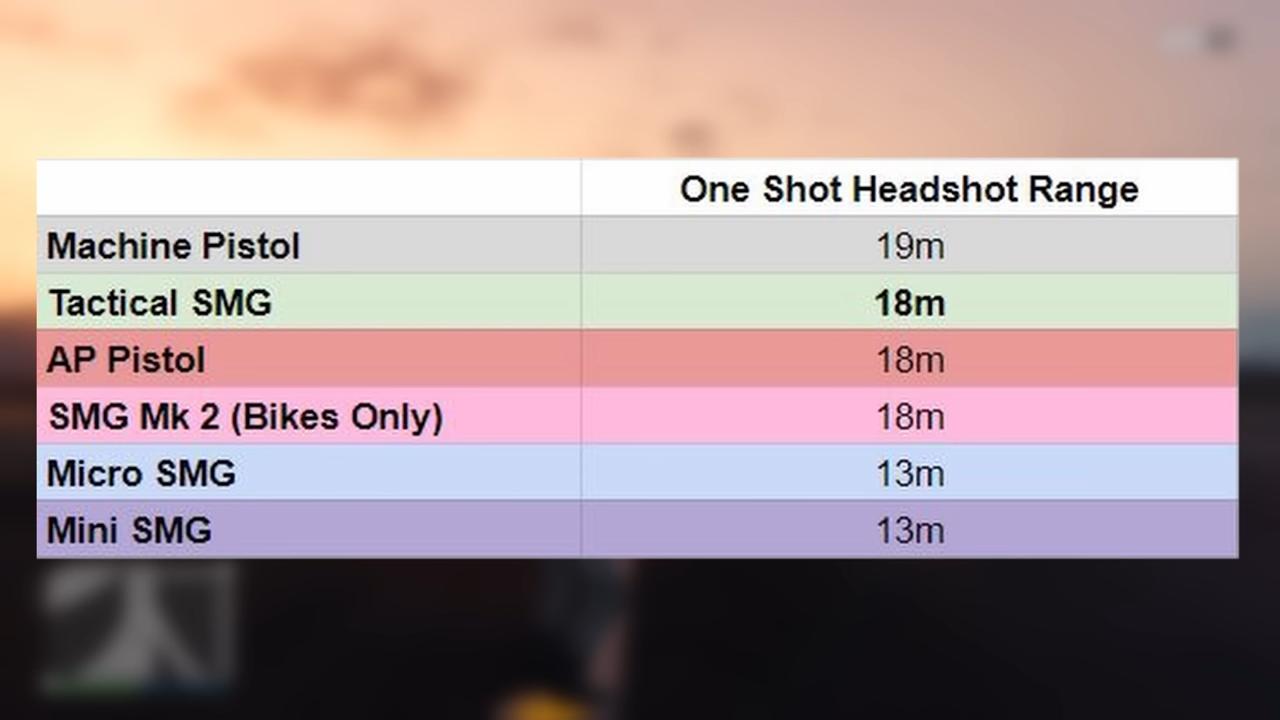 One Shot Headshot Range
Machine Pistol 19m
Tactical SMG 18m
AP Pistol 18m
SMG Mk 2 (Bikes Only) 18m
Micro SMG 13m
Mini SMG 13m